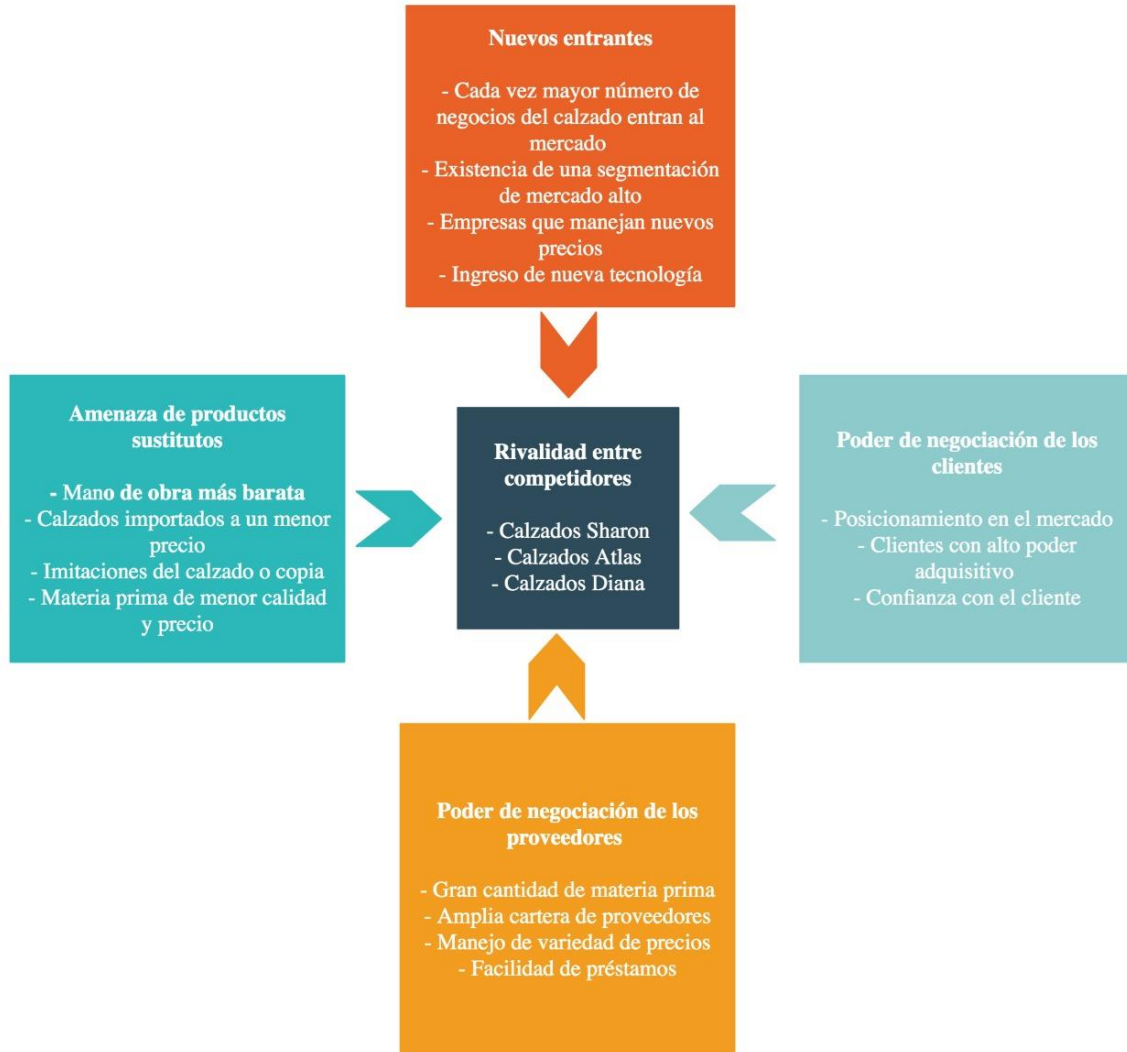 Nuevos entrantes
- Cada vez mayor número de
negocios del calzado entran al
mercado
- Existencia de una segmentación
de mercado alto
- Empresas que manejan nuevos
precios
- Ingreso de nueva tecnología
Amenaza de productos
sustitutos
- Mano de obra más barata
- Calzados importados a un menor
precio
- Imitaciones del calzado o copia
- Materia prima de menor calidad
y precio
Rivalidad entre
competidores
- Calzados Sharon
- Calzados Atlas
- Calzados Diana
Poder de negociación de los
clientes
- Posicionamiento en el mercado
- Clientes con alto poder
adquisitivo
- Confianza con el cliente
Poder de negociación de los
proveedores
- Gran cantidad de materia prima
- Amplia cartera de proveedores
- Manejo de variedad de precios
- Facilidad de préstamos